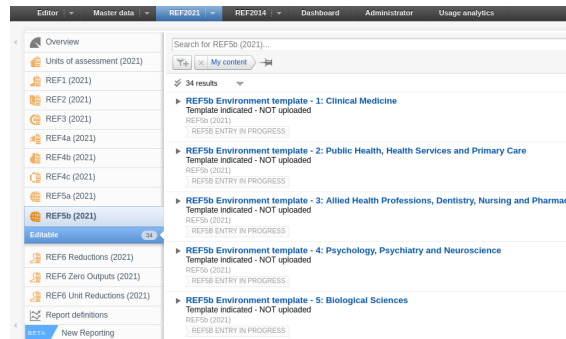 Editor Master data REF2021 REF2014 Dashboard Administrator Usage analytics
Overview
Units of assessment (2021)
REF1 (2021)
REF2 (2021)
REF3 (2021)
REF4a (2021)
REF4b (2021)
REF4c (2021)
REF5a (2021)
REF5b (2021)
Editable 34
REF6 Reductions (2021)
REF6 Zero Outputs (2021)
REF6 Unit Reductions (2021)
Report definitions
BETA New Reporting
Search for REF5b (2021)...
My content
34 results
REF5b Environment template - 1: Clinical Medicine
Template indicated - NOT uploaded
REF5b (2021)
REF5B ENTRY IN PROGRESS
REF5b Environment template - 2: Public Health, Health Services and Primary Care
Template indicated - NOT uploaded
REF5b (2021)
REF5B ENTRY IN PROGRESS
REF5b Environment template - 3: Allied Health Professions, Dentistry, Nursing and Pharmac
Template indicated - NOT uploaded
REF5b (2021)
REF5B ENTRY IN PROGRESS
REF5b Environment template - 4: Psychology, Psychiatry and Neuroscience
Template indicated - NOT uploaded
REF5b (2021)
REF5B ENTRY IN PROGRESS
REF5b Environment template - 5: Biological Sciences
Template indicated - NOT uploaded
REF5b (2021)
REF5B ENTRY IN PROGRESS